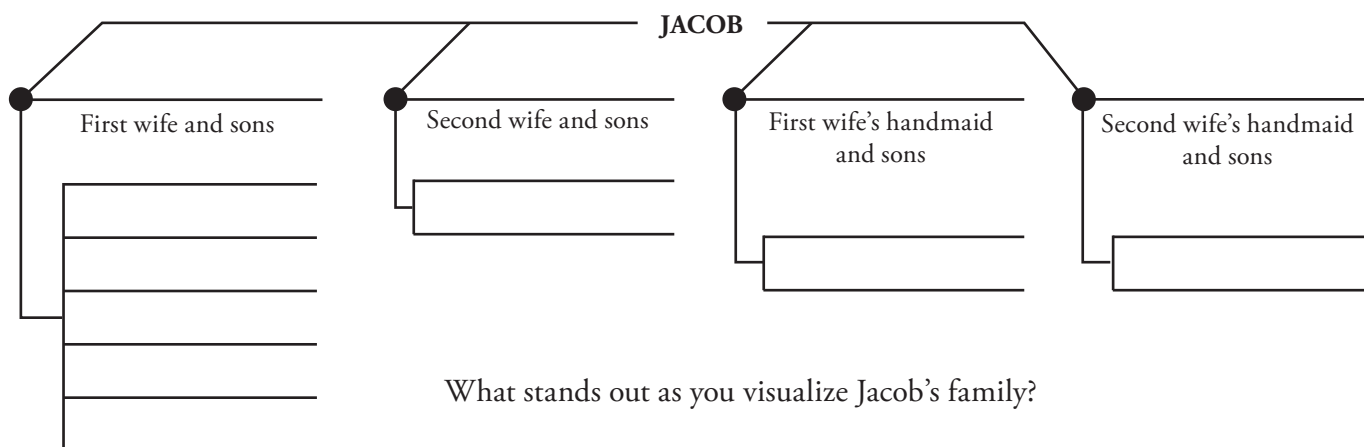 JACOB
First wife and sons
Second wife and sons
First wife's handmaid
and sons
Second wife's handmaid
and sons
What stands out as you visualize Jacob's family?